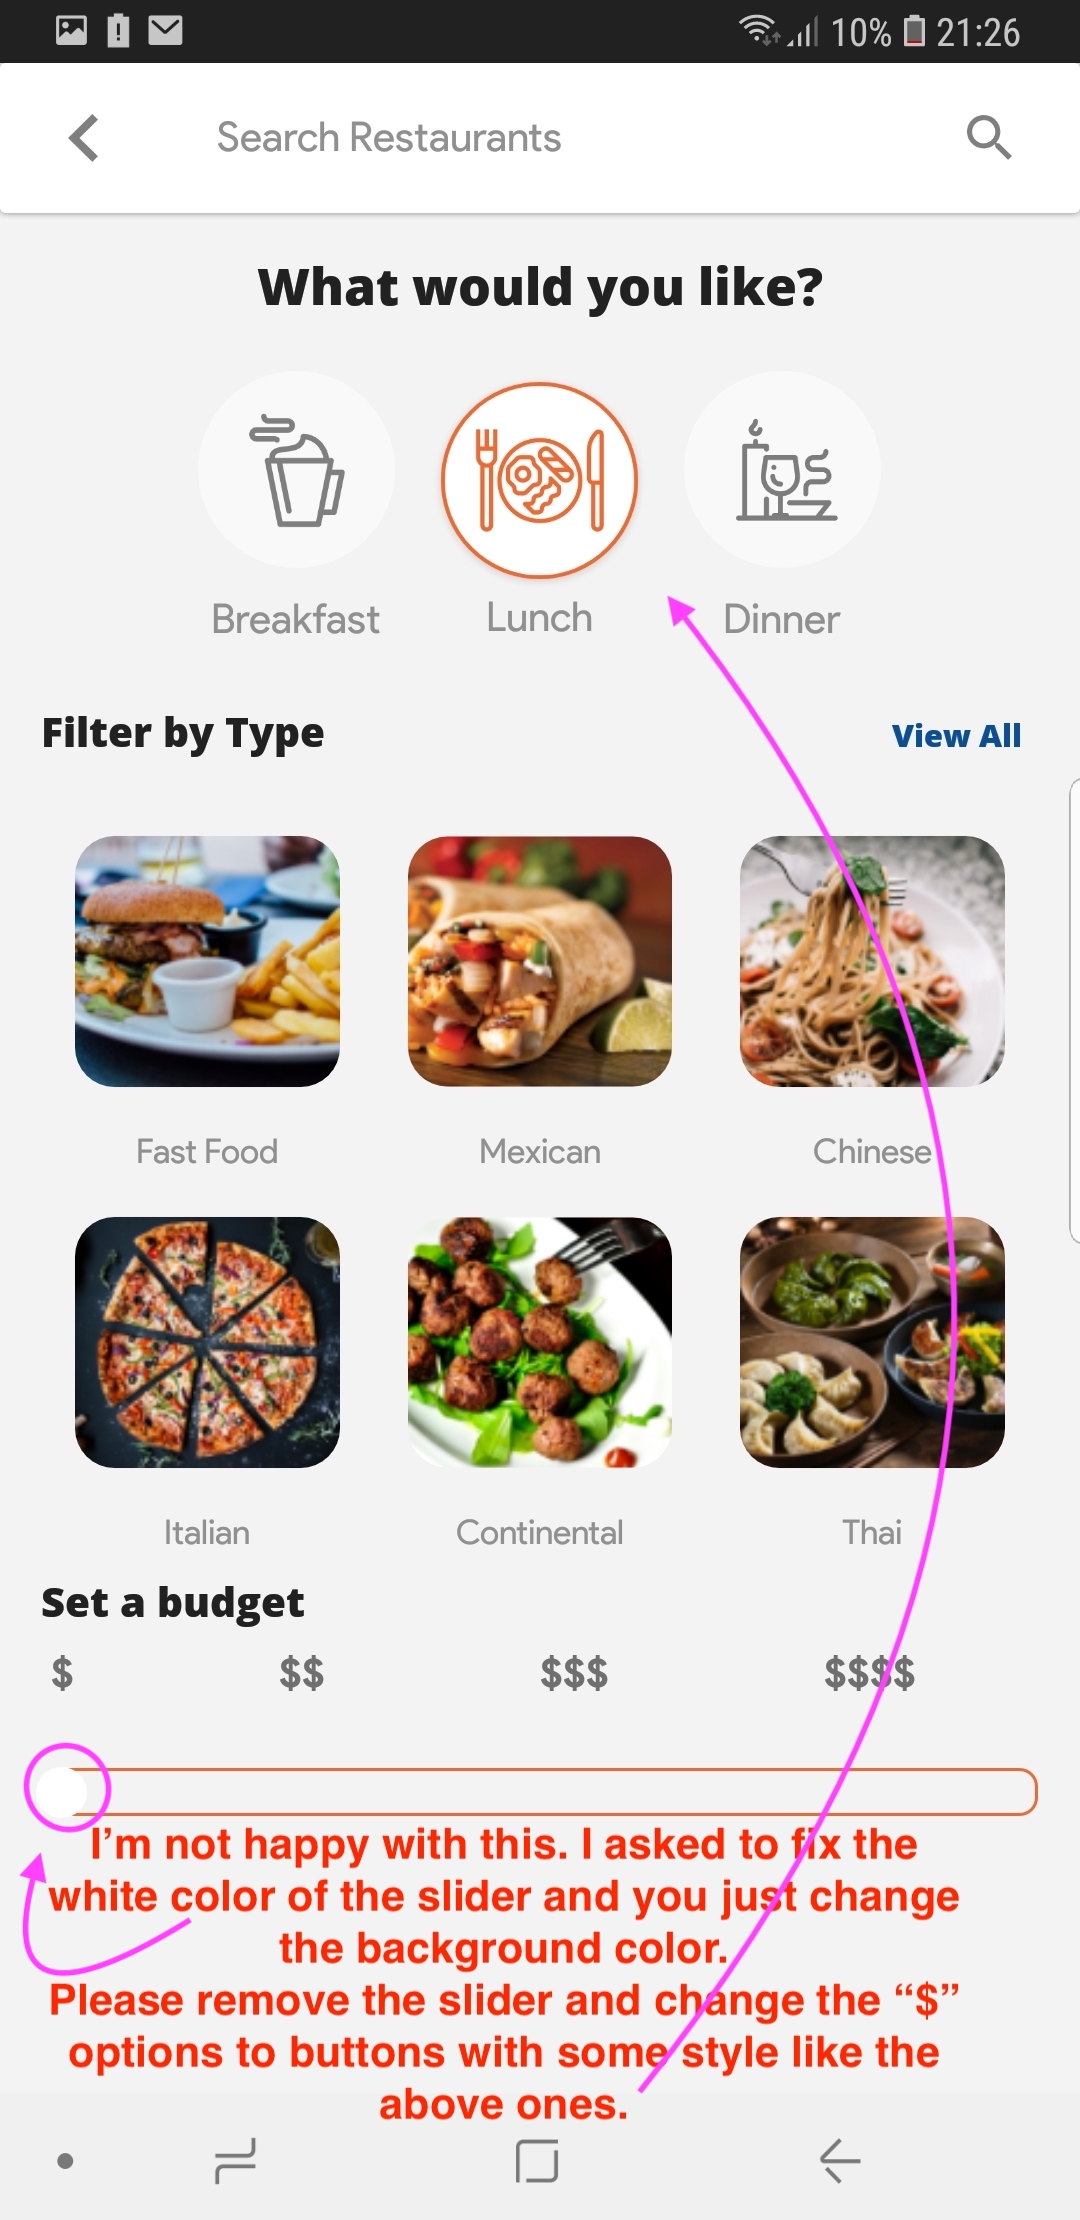 10% 21:26
Search Restaurants
What would you like?
Breakfast Lunch Dinner
Filter by Type View All
Fast Food Mexican Chinese
Italian Continental Thai
Set a budget
$ $$ $$$ $$$$
I’m not happy with this. I asked to fix the
white color of the slider and you just change
the background color.
Please remove the slider and change the “$”
options to buttons with some style like the
above ones.